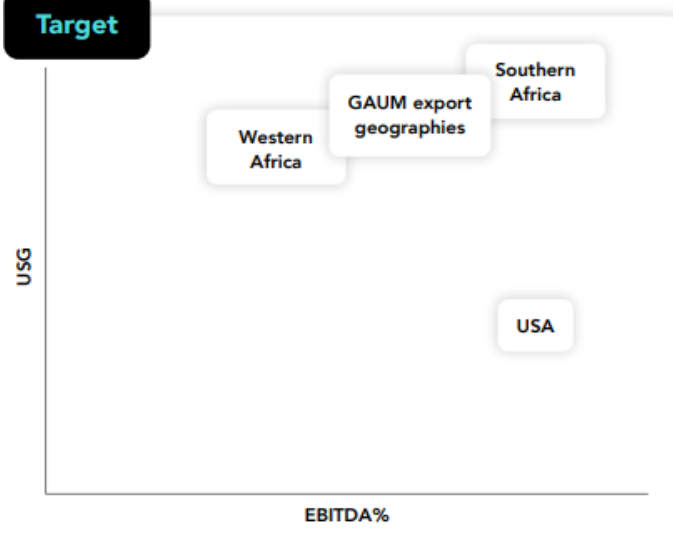 Target
Southern
Africa
GAUM export
geographies
Western
Africa
USG
USA
EBITDA%